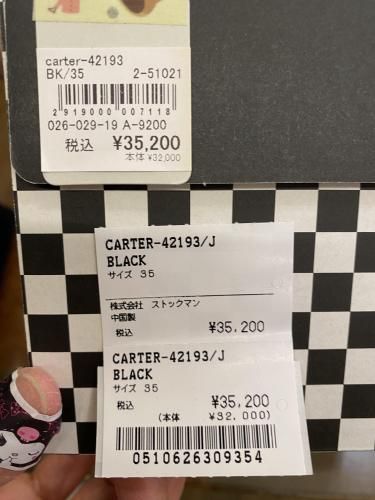 carter-42193
BK/35 2-51021
2919000 007118
026-029-19 A-9200
税込 ¥35,200
本体 ¥32,000
CARTER-42193/J
BLACK
サイズ 35
株式会社 ストックマン
中国製
税込 ¥35,200
CARTER-42193/J
BLACK
サイズ 35
税込 ¥35,200
(本体 ¥32,000)
0510626309354